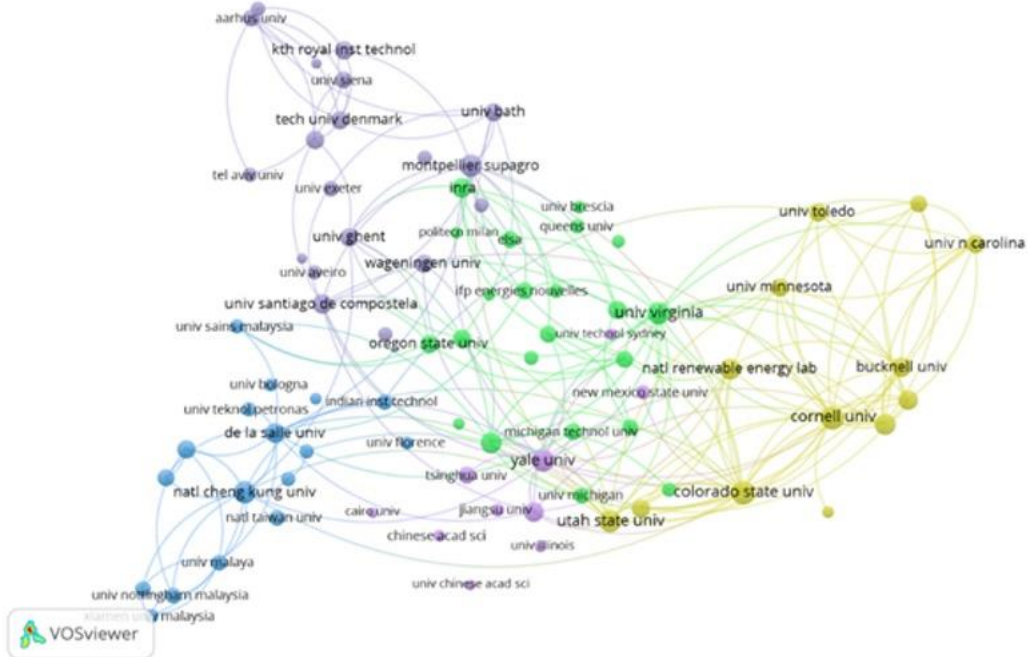 aarhus univ
kth royal inst technol
univ siena
univ bath
tech univ denmark
montpellier supagro
tel aviv univ
univ exeter
inra
univ brescia
univ toledo
queens univ
politecn milan
univ ghent
elsa
univ n carolina
wageningen univ
univ aveiro
ifp energies nouvelles
univ minnesota
univ santiago de compostela
univ virginia
univ sains malaysia
univ technol sydney
oregon state univ
natl renewable energy lab
bucknell univ
univ bologna
new mexico state univ
indian inst technol
univ teknol petronas
cornell univ
de la salle univ
michigan technol univ
univ florence
yale univ
tsinghua univ
natl cheng kung univ
univ michigan
colorado state univ
cairo univ
jiangsu univ
natl taiwan univ
utah state univ
chinese acad sci
univ illinois
univ malaya
univ chinese acad sci
univ nottingham malaysia
xiamen univ malaysia
VOSviewer